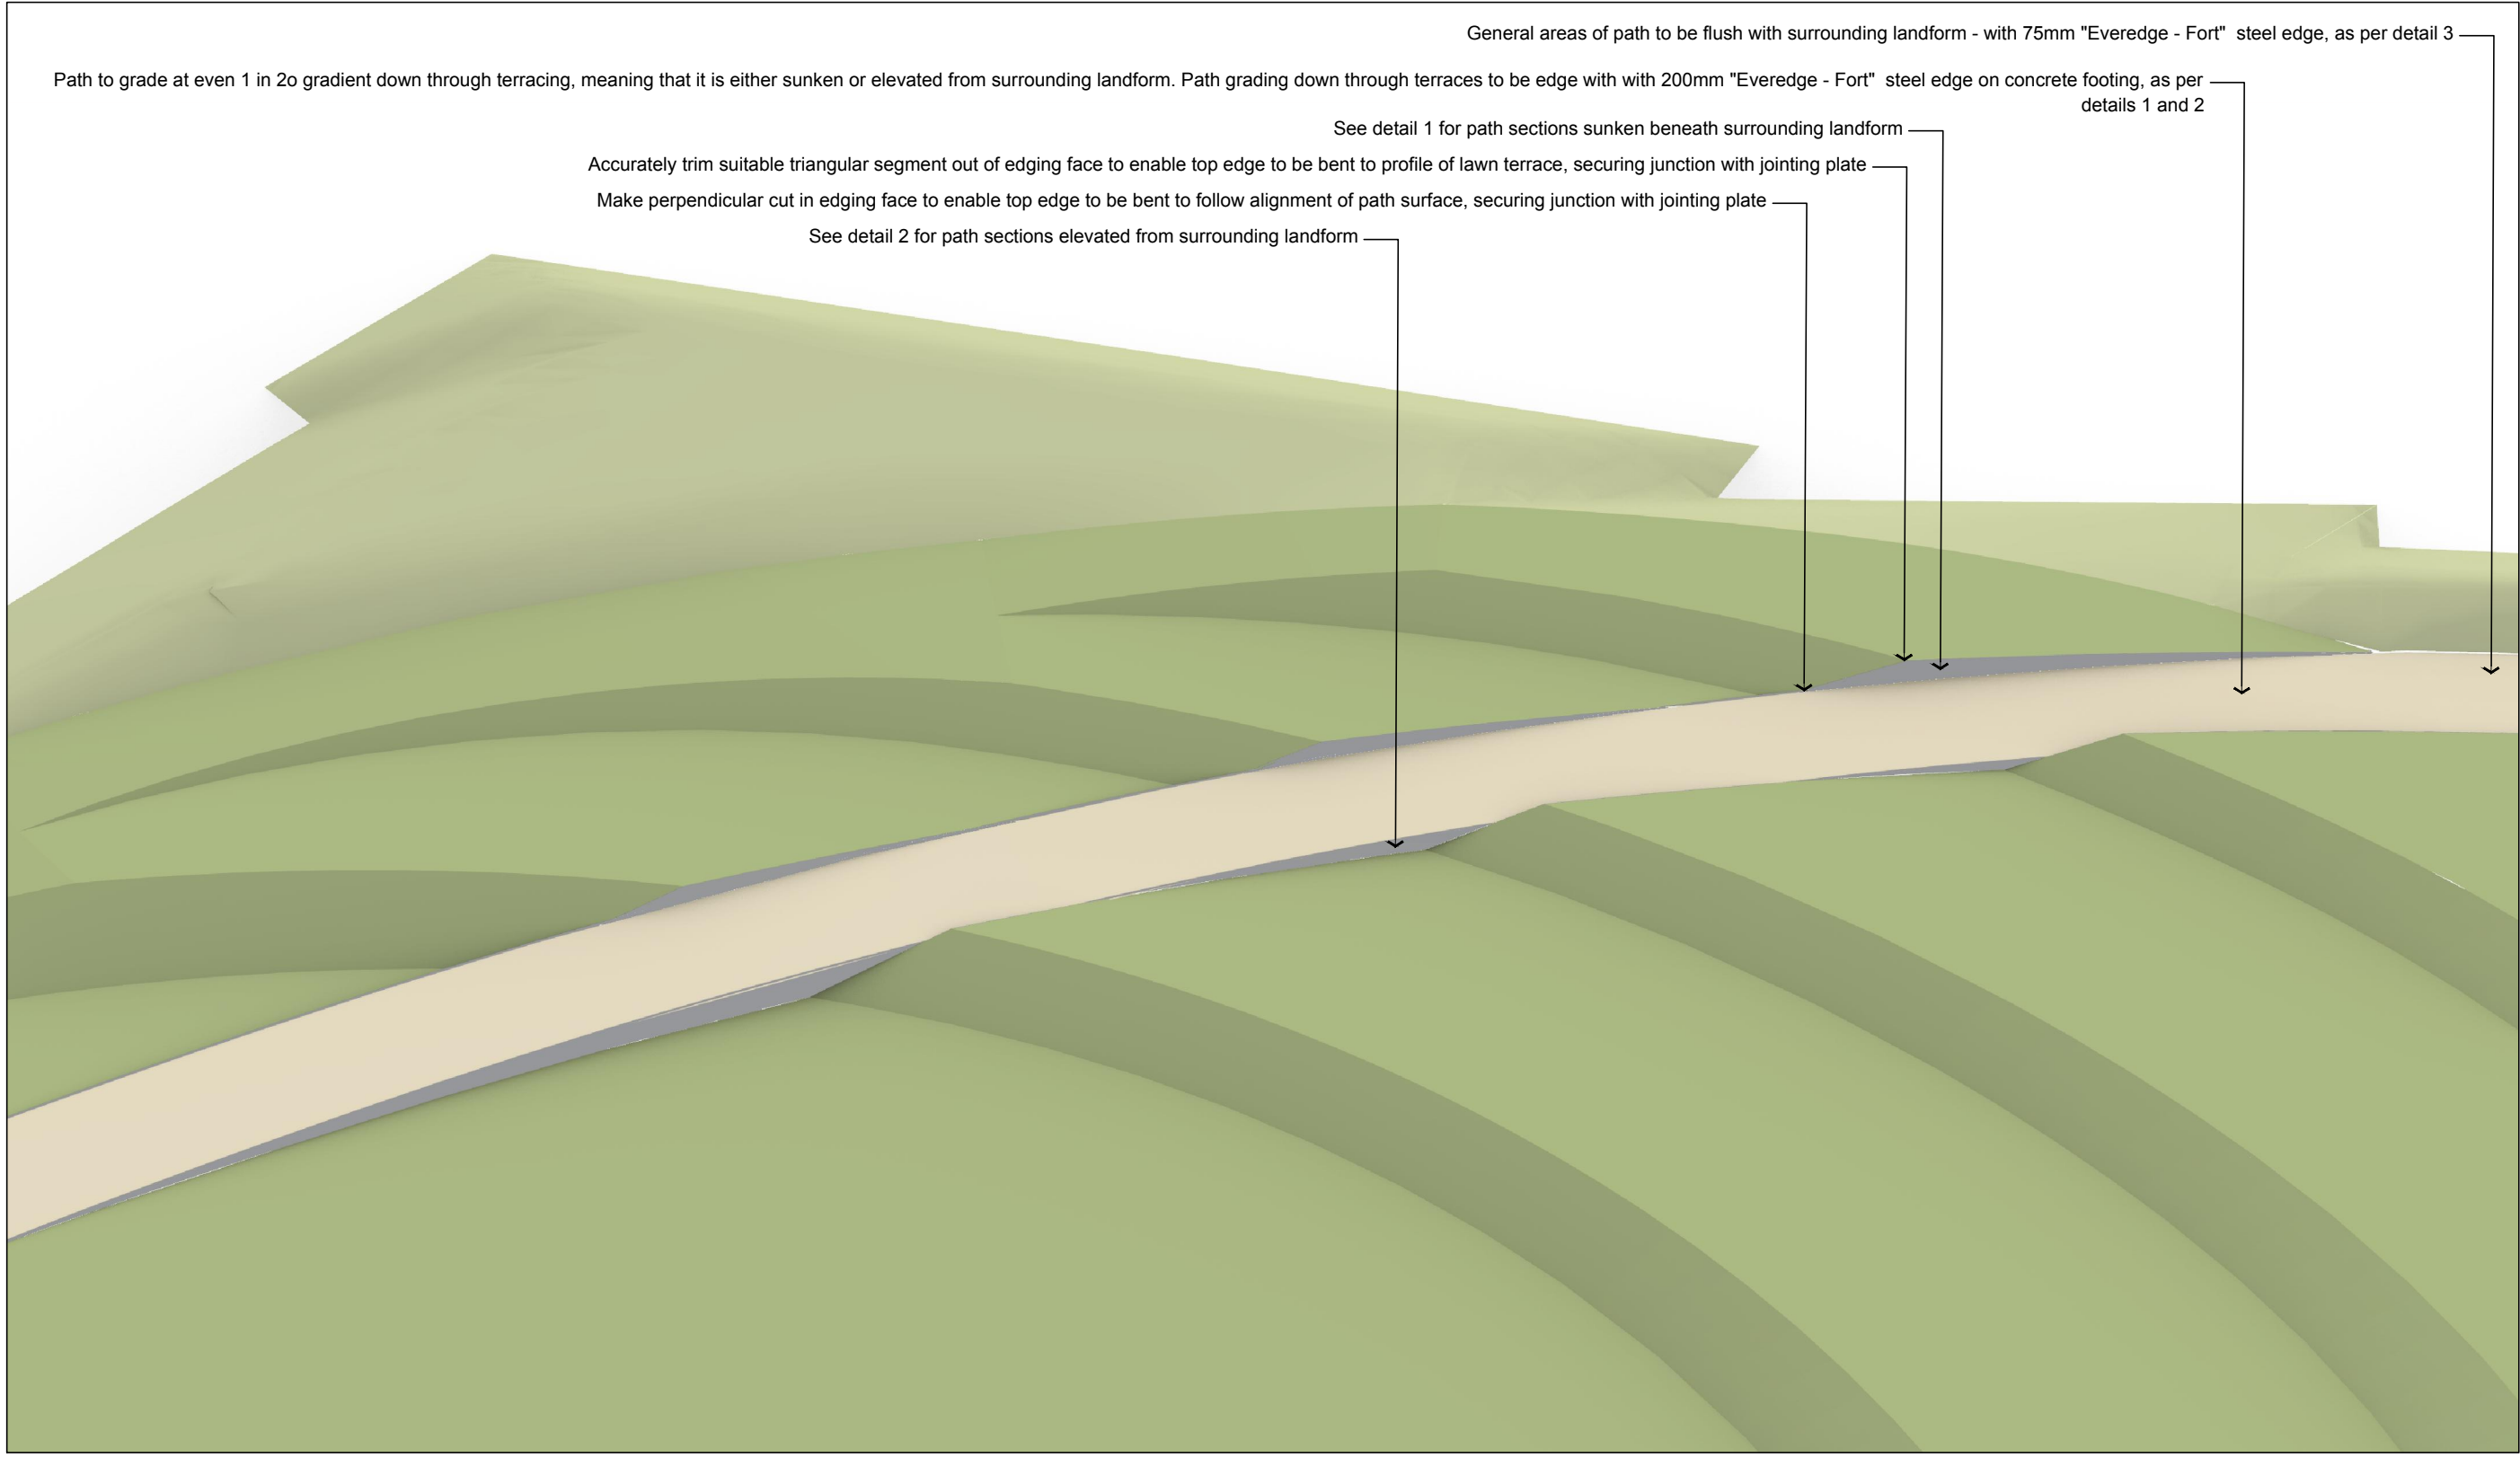 General areas of path to be flush with surrounding landform - with 75mm "Everedge - Fort"  steel edge, as per detail 3
Path to grade at even 1 in 2o gradient down through terracing, meaning that it is either sunken or elevated from surrounding landform. Path grading down through terraces to be edge with with 200mm "Everedge - Fort"  steel edge on concrete footing, as per
details 1 and 2
See detail 1 for path sections sunken beneath surrounding landform
Accurately trim suitable triangular segment out of edging face to enable top edge to be bent to profile of lawn terrace, securing junction with jointing plate
Make perpendicular cut in edging face to enable top edge to be bent to follow alignment of path surface, securing junction with jointing plate
See detail 2 for path sections elevated from surrounding landform